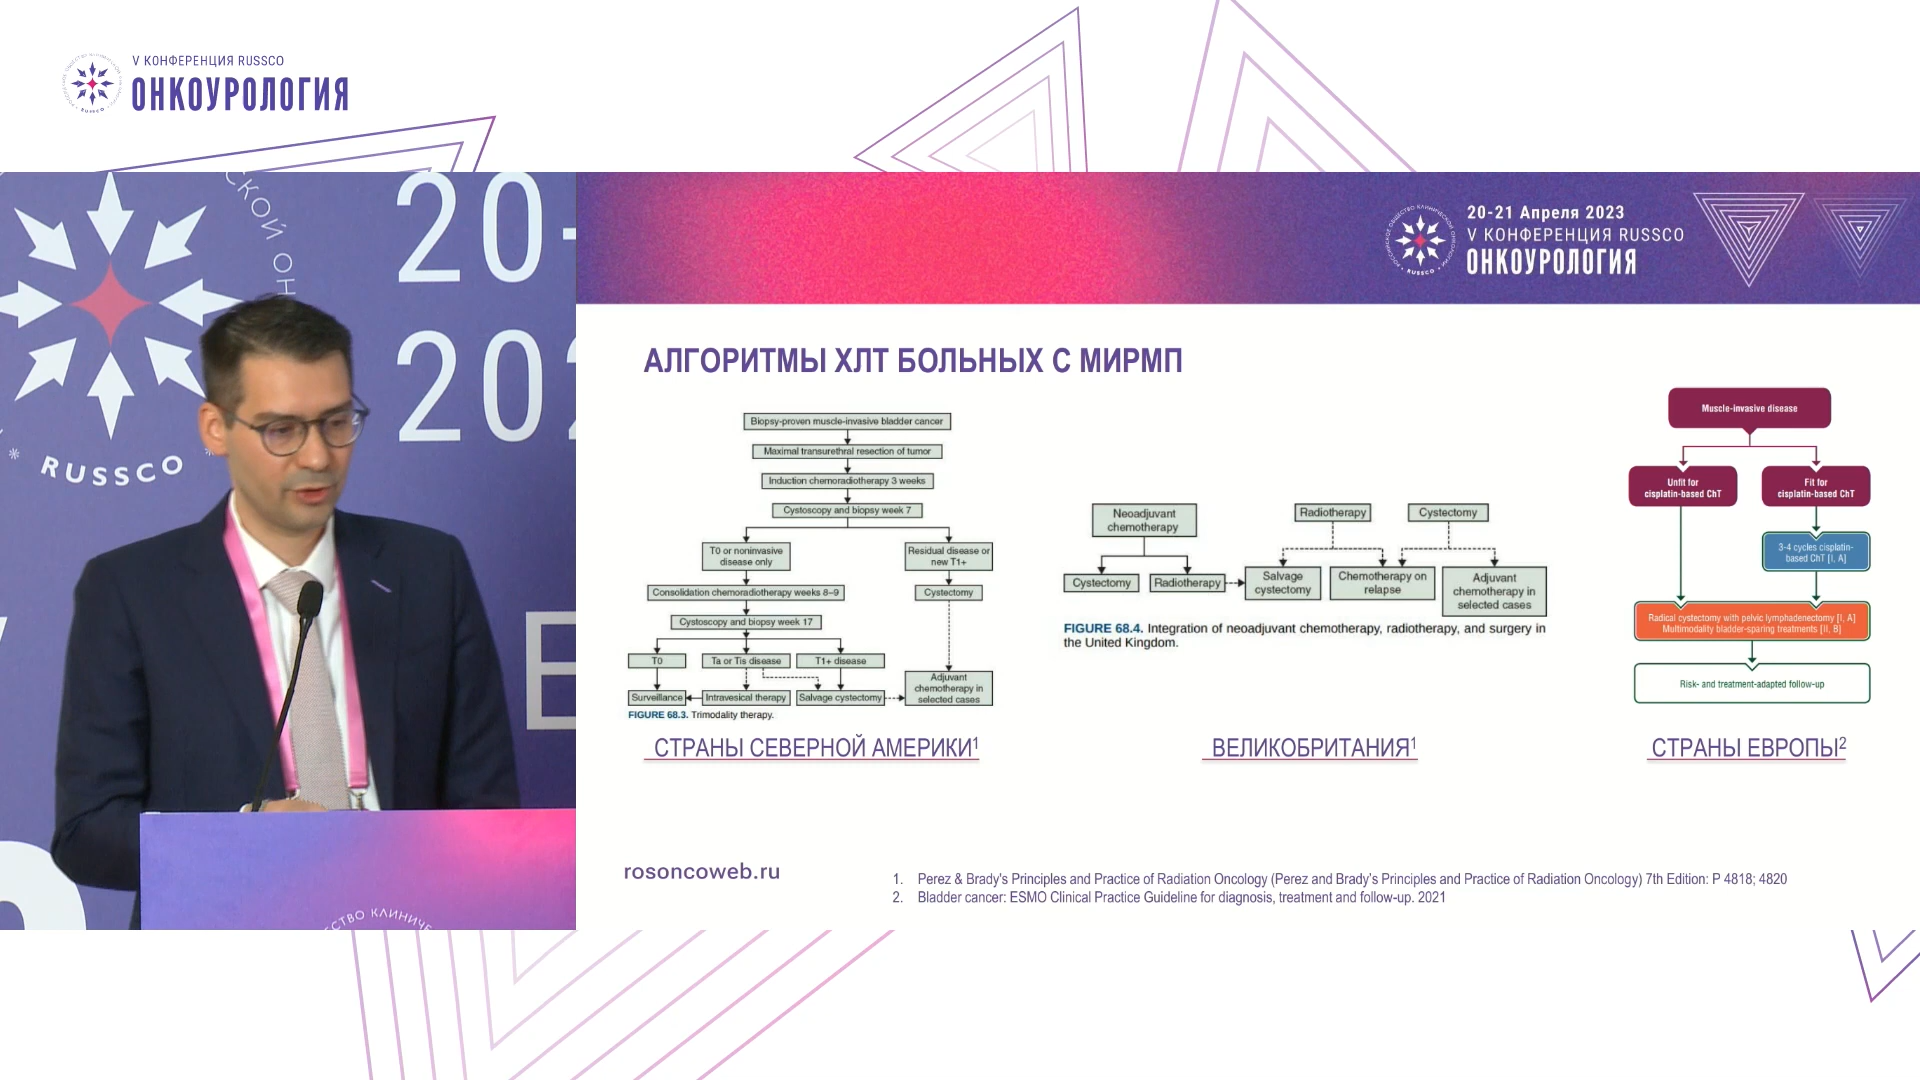 V КОНФЕРЕНЦИЯ RUSSCO
ОНКОУРОЛОГИЯ
СКОЙ ОН
20-
202
RUSSCO
E
СТВО КЛИНИЧЕ
20-21 Апреля 2023
V КОНФЕРЕНЦИЯ RUSSCO
ОНКОУРОЛОГИЯ
RUSSCO
АЛГОРИТМЫ ХЛТ БОЛЬНЫХ С МИРМП
Biopsy-proven muscle-invasive bladder cancer
Maximal transurethral resection of tumor
Induction chemoradiotherapy 3 weeks
Cystoscopy and biopsy week 7
T0 or noninvasive
disease only
Residual disease or
new T1+
Consolidation chemoradiotherapy weeks 8–9
Cystectomy
Cystoscopy and biopsy week 17
T0
Ta or Tis disease
T1+ disease
Surveillance
Intravesical therapy
Salvage cystectomy
Adjuvant
chemotherapy in
selected cases
FIGURE 68.3. Trimodality therapy.
СТРАНЫ СЕВЕРНОЙ АМЕРИКИ¹
Neoadjuvant
chemotherapy
Radiotherapy
Cystectomy
Cystectomy
Radiotherapy
Salvage
cystectomy
Chemotherapy on
relapse
Adjuvant
chemotherapy in
selected cases
FIGURE 68.4. Integration of neoadjuvant chemotherapy, radiotherapy, and surgery in
the United Kingdom.
ВЕЛИКОБРИТАНИЯ¹
Muscle-invasive disease
Unfit for
cisplatin-based ChT
Fit for
cisplatin-based ChT
3-4 cycles cisplatin-
based ChT [I, A]
Radical cystectomy with pelvic lymphadenectomy [I, A]
Multimodality bladder-sparing treatments [II, B]
Risk- and treatment-adapted follow-up
СТРАНЫ ЕВРОПЫ²
rosoncoweb.ru
1. Perez & Brady's Principles and Practice of Radiation Oncology (Perez and Brady's Principles and Practice of Radiation Oncology) 7th Edition: P 4818; 4820
2. Bladder cancer: ESMO Clinical Practice Guideline for diagnosis, treatment and follow-up. 2021